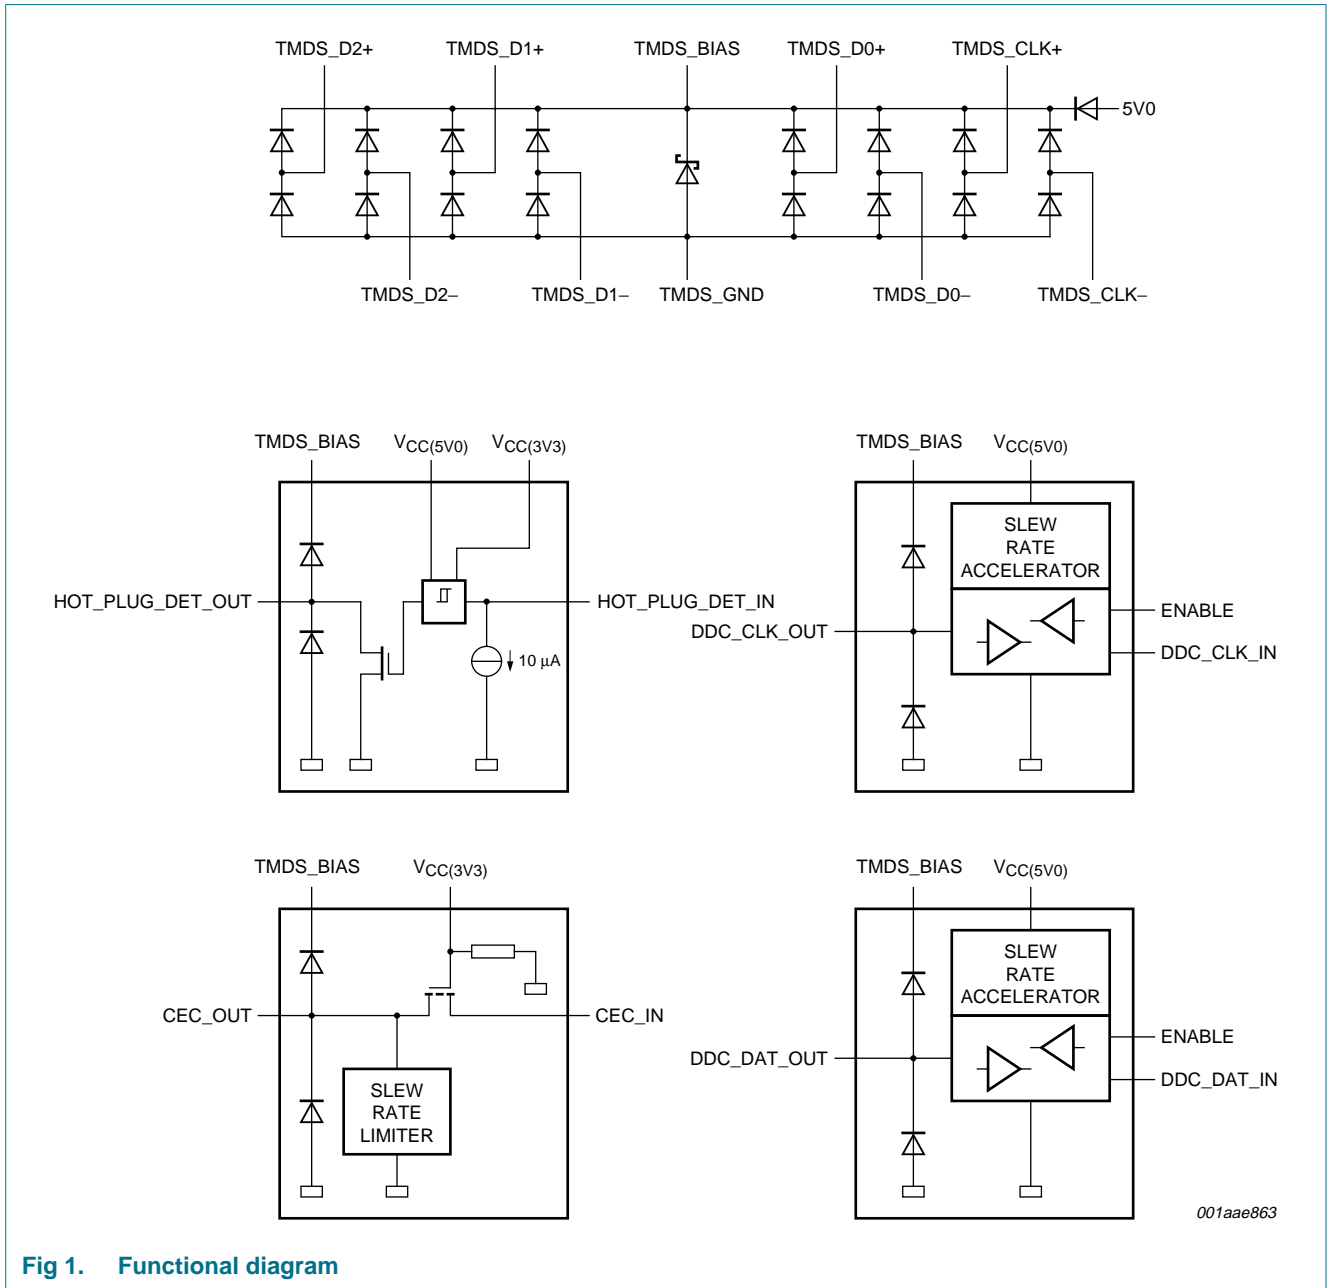 TMDS_D2+ TMDS_D1+ TMDS_BIAS TMDS_D0+ TMDS_CLK+
5V0
TMDS_D2− TMDS_D1− TMDS_GND TMDS_D0− TMDS_CLK−
TMDS_BIAS VCC(5V0) VCC(3V3)
HOT_PLUG_DET_OUT
HOT_PLUG_DET_IN
10 µA
TMDS_BIAS VCC(5V0)
SLEW
RATE
ACCELERATOR
DDC_CLK_OUT
ENABLE
DDC_CLK_IN
TMDS_BIAS VCC(3V3)
CEC_OUT
CEC_IN
SLEW
RATE
LIMITER
TMDS_BIAS VCC(5V0)
SLEW
RATE
ACCELERATOR
DDC_DAT_OUT
ENABLE
DDC_DAT_IN
001aae863
Fig 1. Functional diagram